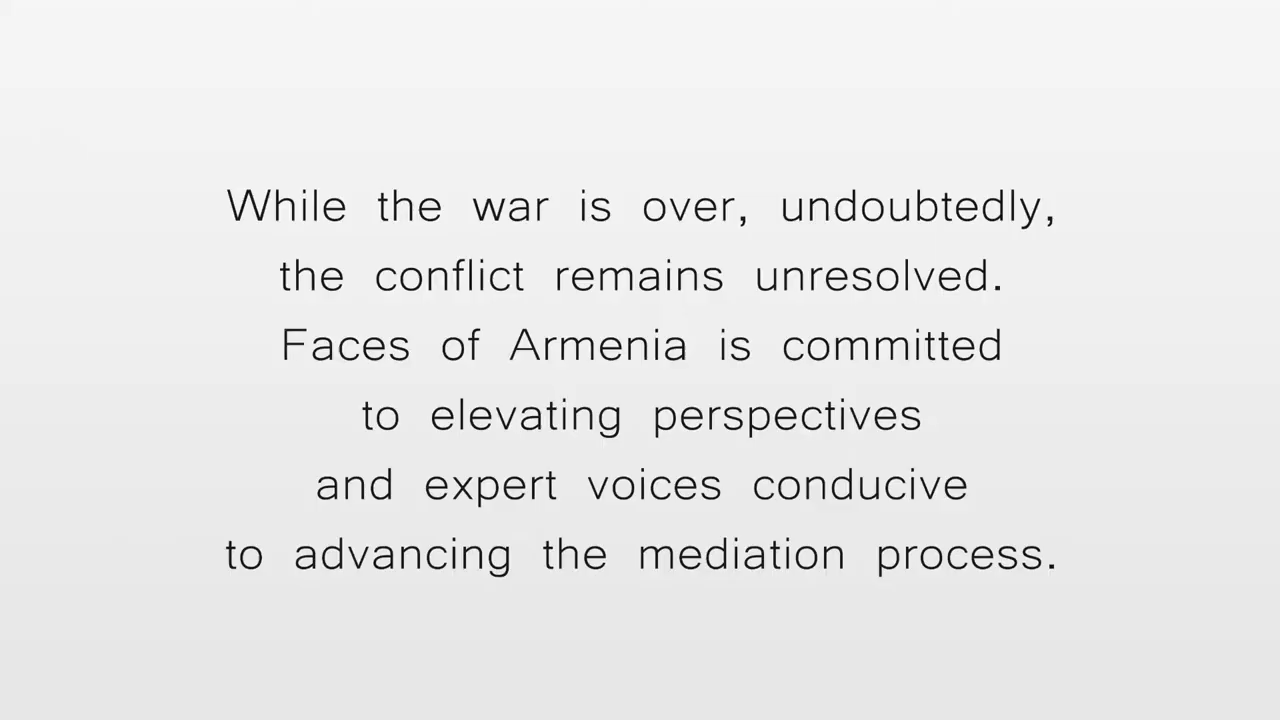 While the war is over, undoubtedly,
the conflict remains unresolved.
Faces of Armenia is committed
to elevating perspectives
and expert voices conducive
to advancing the mediation process.